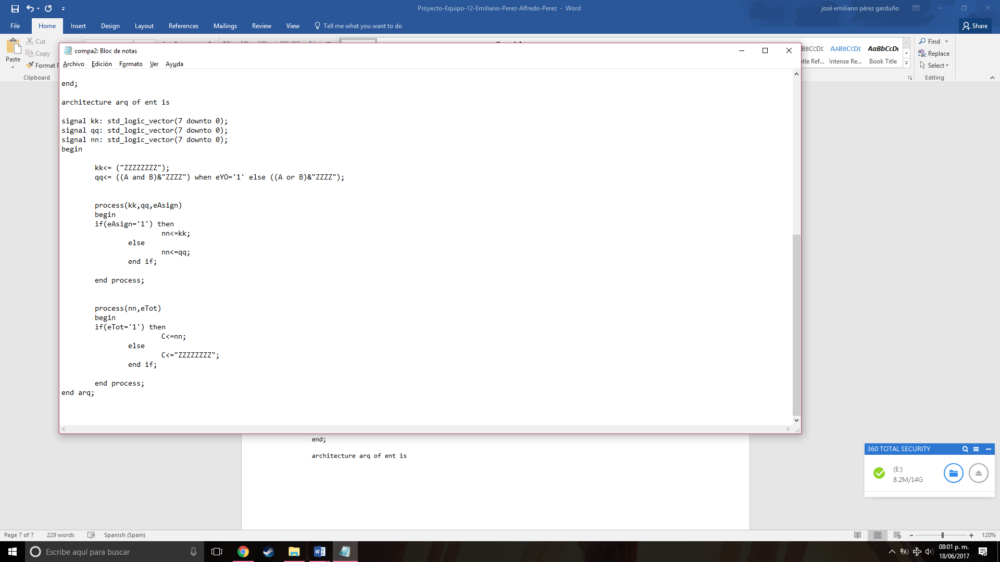 Proyecto-Equipo-12-Emiliano-Perez-Alfredo-Perez - Word
josé emiliano pérez garduño
File Home Insert Design Layout References Mailings Review View Tell me what you want to do Share
Cut
Copy
Format
Paste
Clipboard
Find
Replace
Select
Editing
AABBCCDE AaBbCcD
Intense Re... Book Title
compa2: Bloc de notas
Archivo Edición Formato Ver Ayuda
end;
architecture arq of ent is
signal kk: std_logic_vector(7 downto 0);
signal qq: std_logic_vector(7 downto 0);
signal nn: std_logic_vector(7 downto 0);
begin
kk<= ("ZZZZZZZZ");
qq<= ((A and B)&"ZZZZ") when eYO='1' else ((A or B)&"ZZZZ");
process(kk,qq,eAsign)
begin
if(eAsign='1') then
nn<=kk;
else
nn<=qq;
end if;
end process;
process(nn,eTot)
begin
if(eTot='1') then
C<=nn;
else
C<="ZZZZZZZZ";
end if;
end process;
end arq;
end;
architecture arq of ent is
360 TOTAL SECURITY
(E:)
8.2M/14G
Page 7 of 7 229 words Spanish (Spain) 120%
Escribe aquí para buscar
08:01 p. m.
18/06/2017